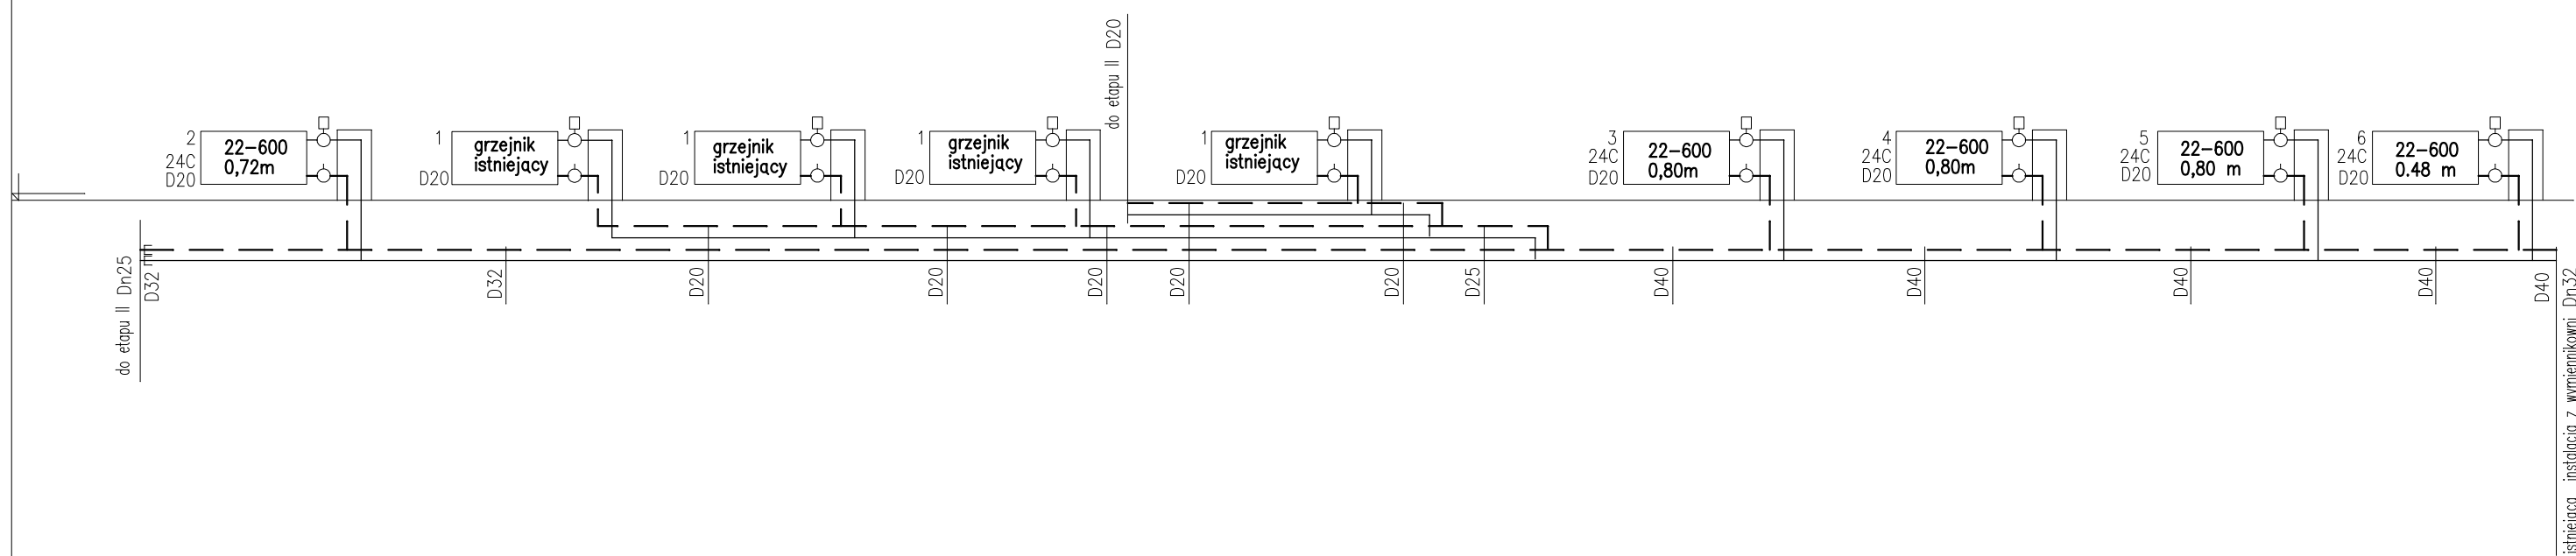 do etapu II  D20
2
24C
D20
22-600
0,72m
1
D20
grzejnik
istniejący
1
D20
grzejnik
istniejący
1
D20
grzejnik
istniejący
1
D20
grzejnik
istniejący
3
24C
D20
22-600
0,80m
4
24C
D20
22-600
0,80m
5
24C
D20
22-600
0,80 m
6
24C
D20
22-600
0.48 m
do etapu II Dn25
D32
D32
D20
D20
D20
D20
D20
D25
D40
D40
D40
D40
D40
istniejąca instalacja z wymiennikowni Dn32